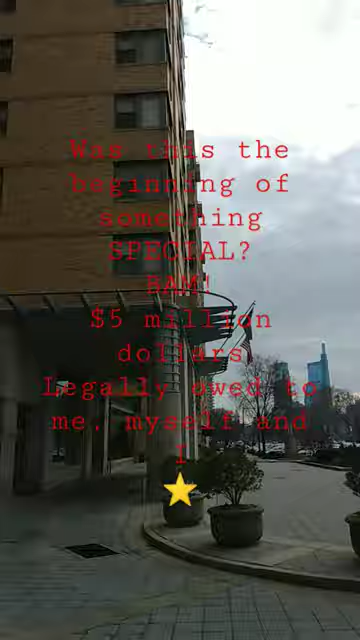 Was this the
beginning of
something
SPECIAL?
BAM!
$5 million
dollars
Legally owed to
me, myself and
I